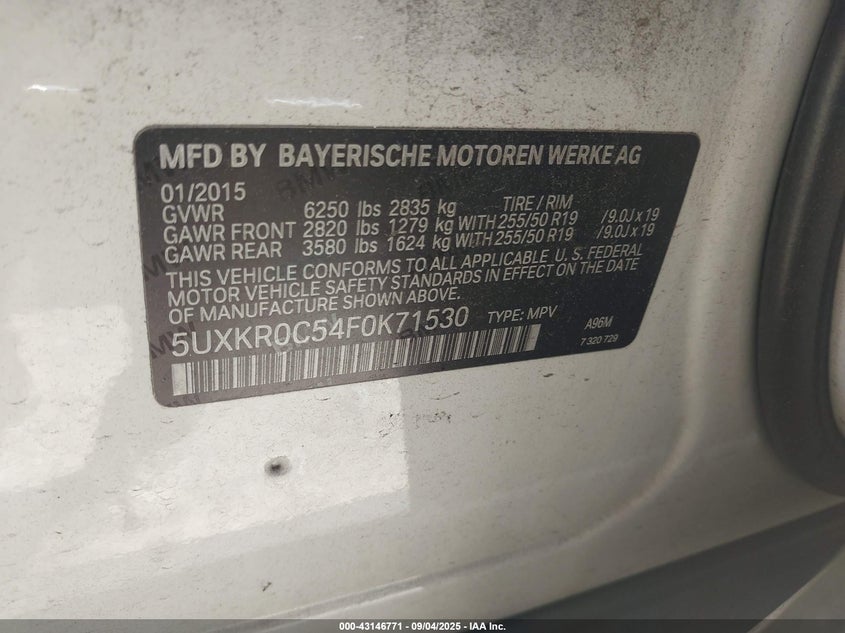 MFD BY BAYERISCHE MOTOREN WERKE AG
01/2015 TIRE / RIM
GVWR 6250 lbs 2835 kg
GAWR FRONT 2820 lbs 1279 kg WITH 255/50 R19 /9.0J x 19
GAWR REAR 3580 lbs 1624 kg WITH 255/50 R19 /9.0J x 19
THIS VEHICLE CONFORMS TO ALL APPLICABLE U.S. FEDERAL
MOTOR VEHICLE SAFETY STANDARDS IN EFFECT ON THE DATE
OF MANUFACTURE SHOWN ABOVE.
5UXKR0C54F0K71530 TYPE: MPV A96M
7 320 729
000-43146771 | 09/04/2025 - IAA Inc.